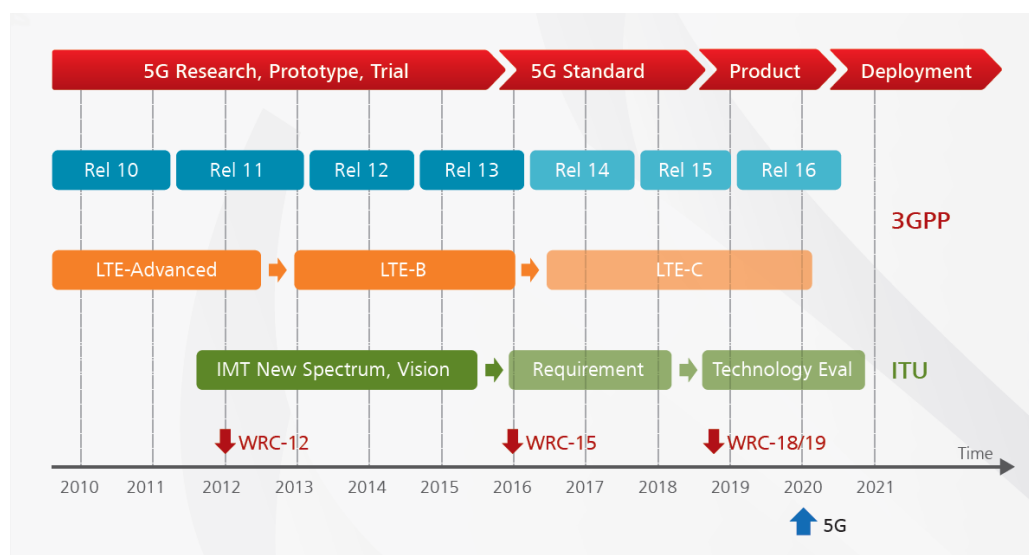 5G Research, Prototype, Trial
5G Standard
Product
Deployment
Rel 10
Rel 11
Rel 12
Rel 13
Rel 14
Rel 15
Rel 16
3GPP
LTE-Advanced
LTE-B
LTE-C
IMT New Spectrum, Vision
Requirement
Technology Eval
ITU
WRC-12
WRC-15
WRC-18/19
Time
2010
2011
2012
2013
2014
2015
2016
2017
2018
2019
2020
2021
5G